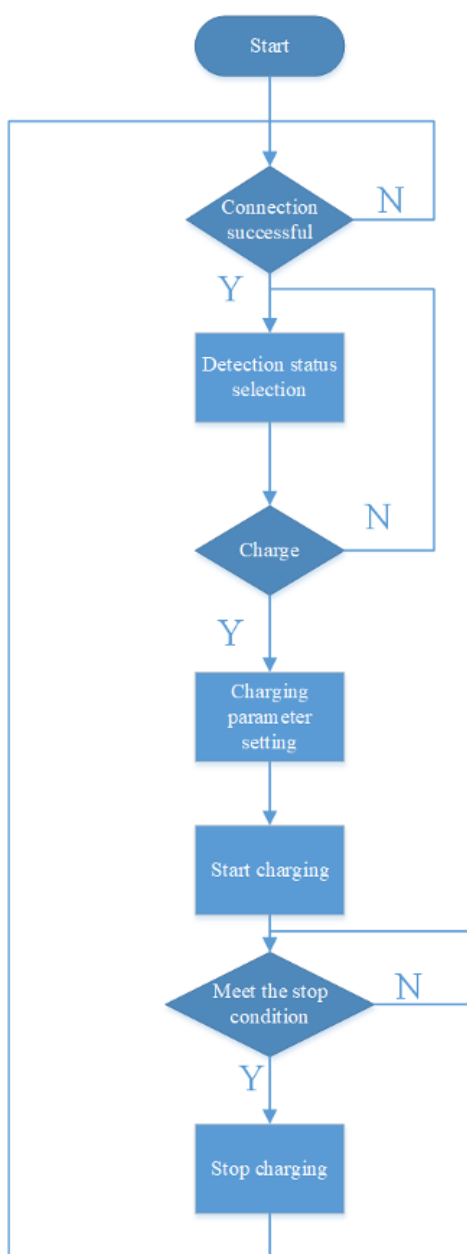 Start
Connection
successful
N
Y
Detection status
selection
Charge
N
Y
Charging
parameter
setting
Start charging
Meet the stop
condition
N
Y
Stop charging